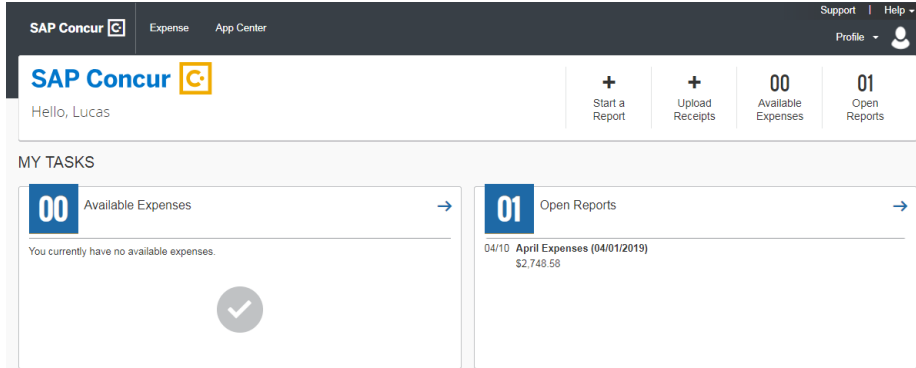 Support | Help
SAP Concur C Expense App Center
Profile
SAP Concur C
Hello, Lucas
+ Start a Report
+ Upload Receipts
00 Available Expenses
01 Open Reports
MY TASKS
00 Available Expenses →
You currently have no available expenses.
01 Open Reports →
04/10 April Expenses (04/01/2019)
$2,748.58